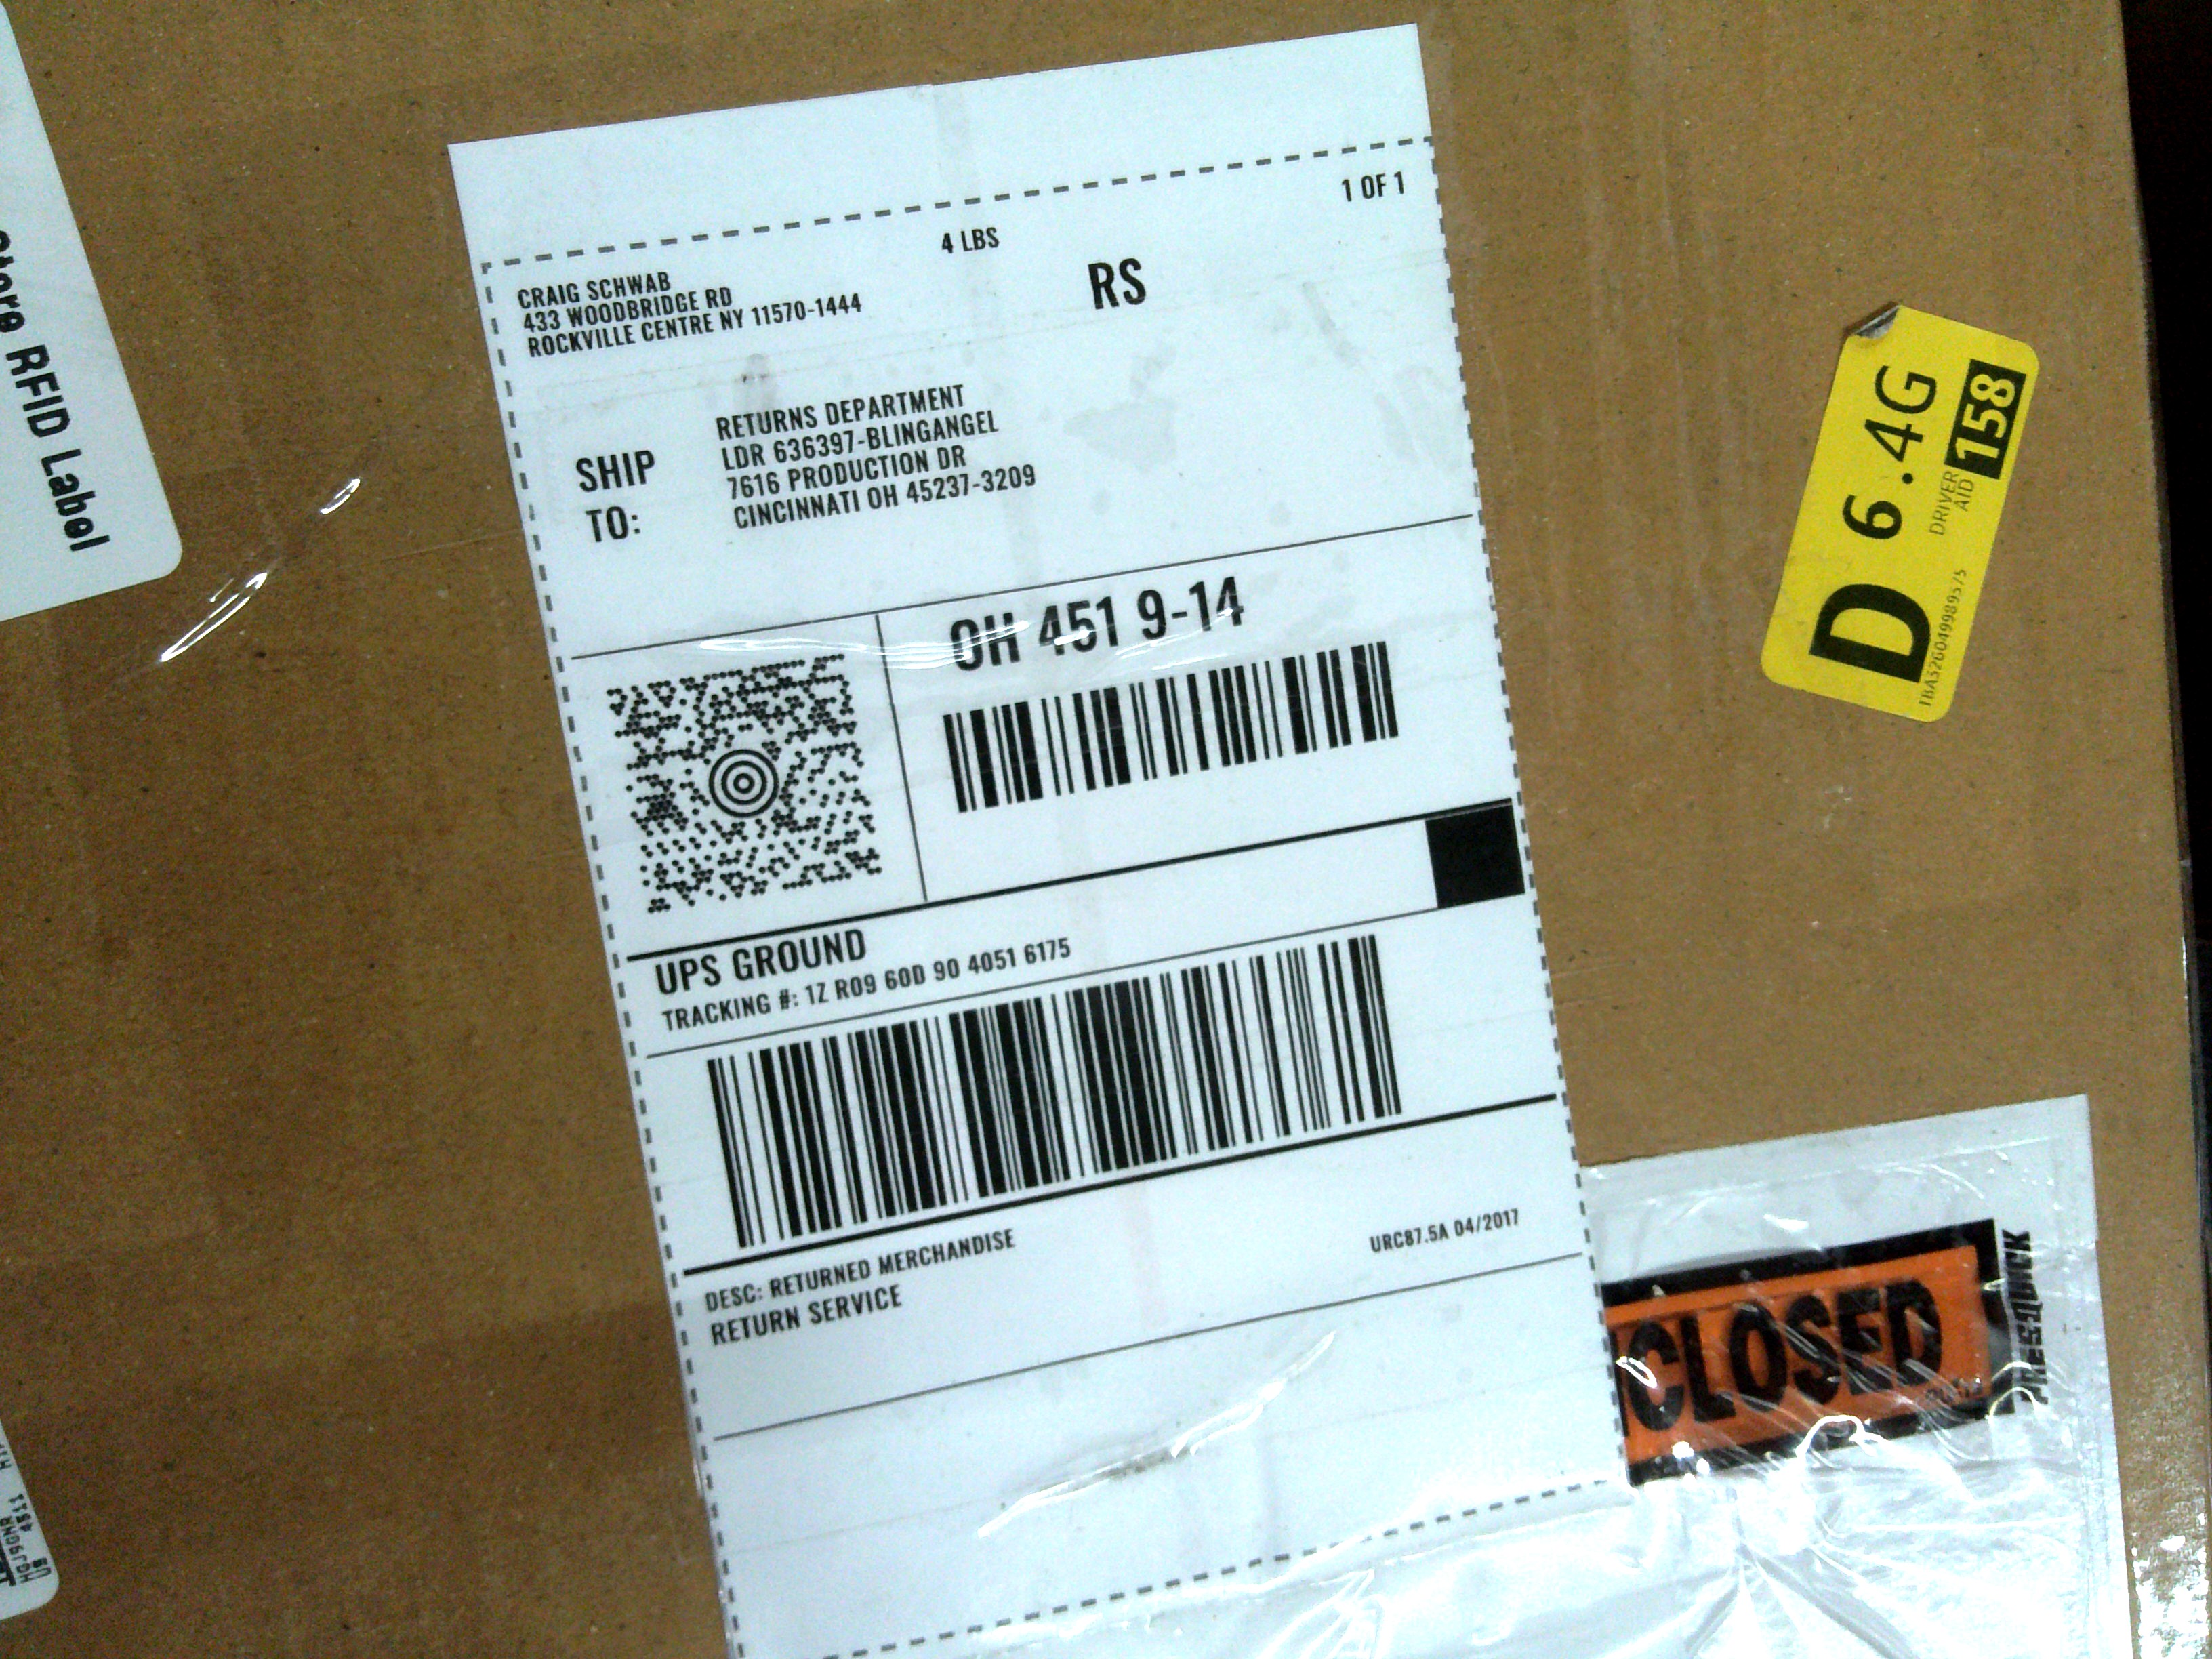 RFID Label
1 OF 1
4 LBS
RS
CRAIG SCHWAB
433 WOODBRIDGE RD
ROCKVILLE CENTRE NY 11570-1444
SHIP
TO:
RETURNS DEPARTMENT
LDR 636397-BLINGANGEL
7616 PRODUCTION DR
CINCINNATI OH 45237-3209
OH 451 9-14
UPS GROUND
TRACKING #: 1Z R09 60D 90 4051 6175
DESC: RETURNED MERCHANDISE
RETURN SERVICE
URC87.5A 04/2017
D 6.4G
DRIVER
AID
158
CLOSED